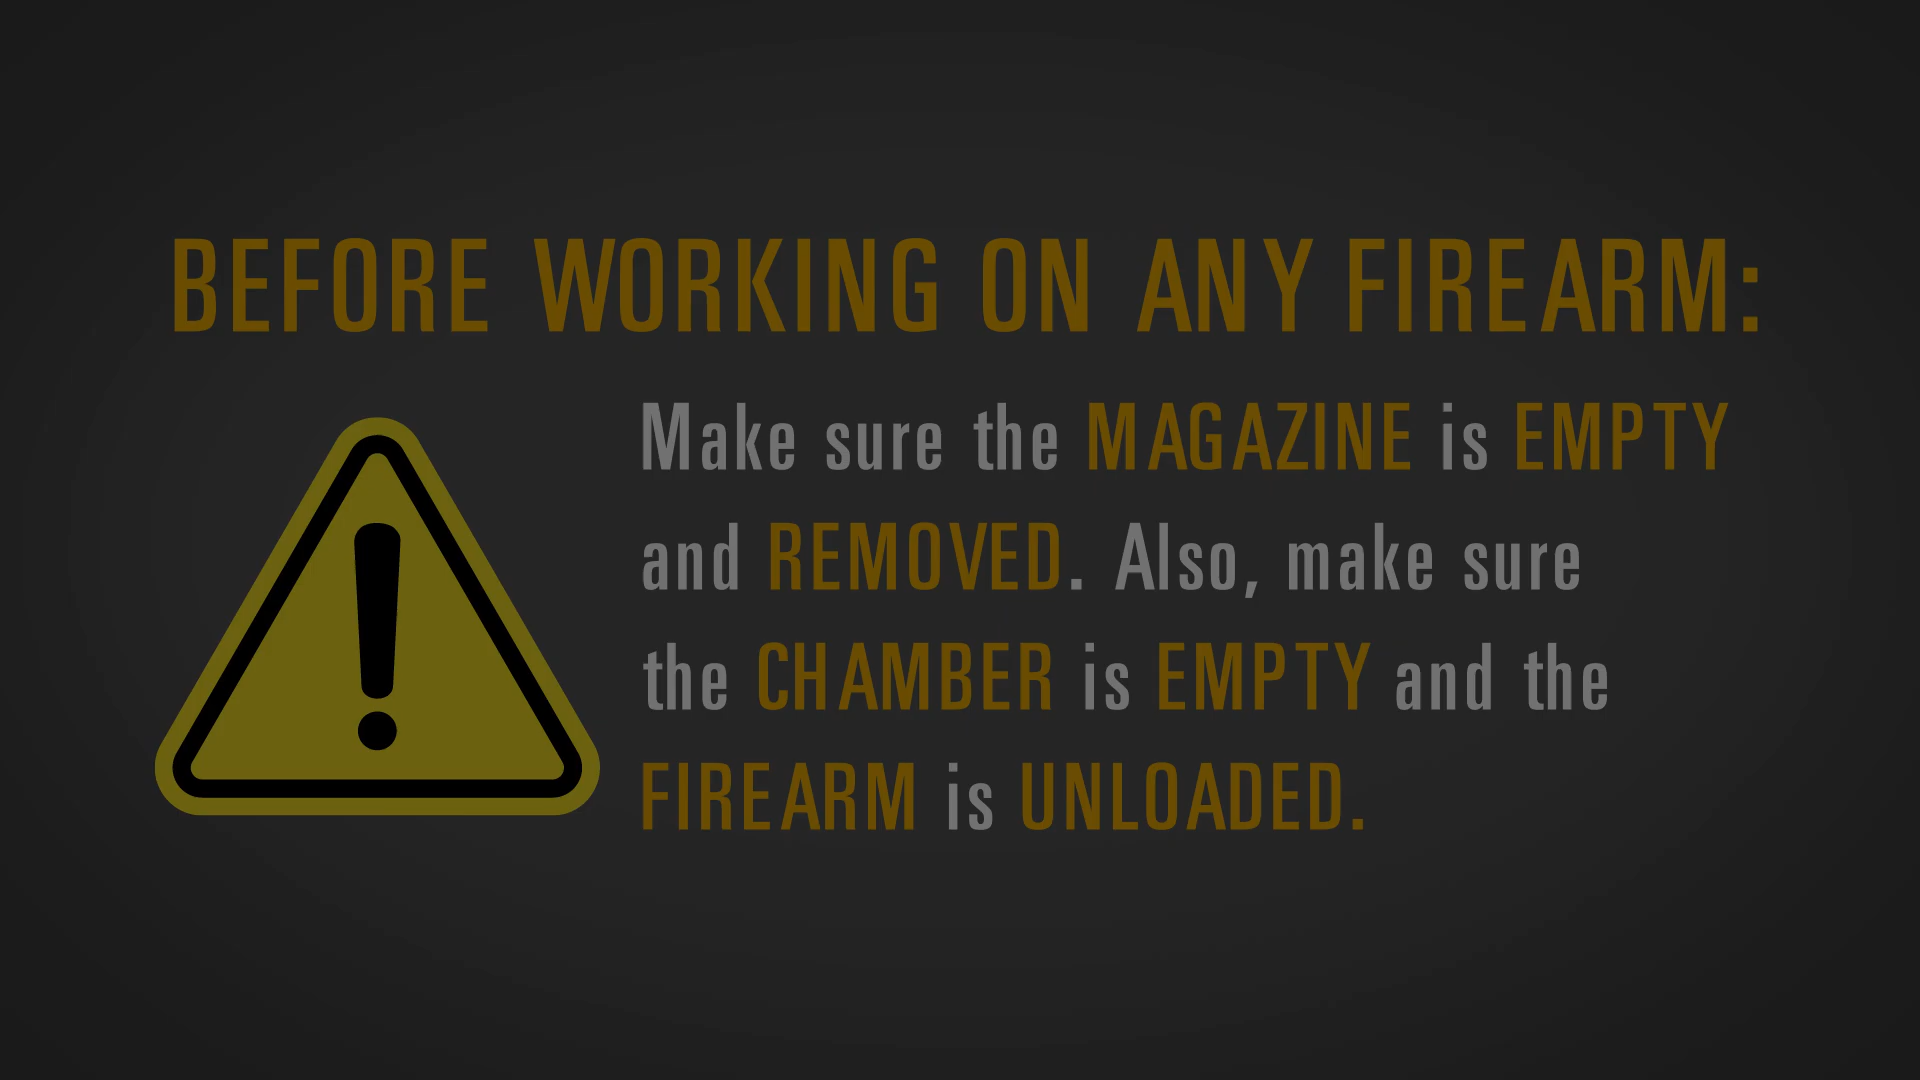 BEFORE WORKING ON ANY FIREARM:
Make sure the MAGAZINE is EMPTY
and REMOVED. Also, make sure
the CHAMBER is EMPTY and the
FIREARM is UNLOADED.